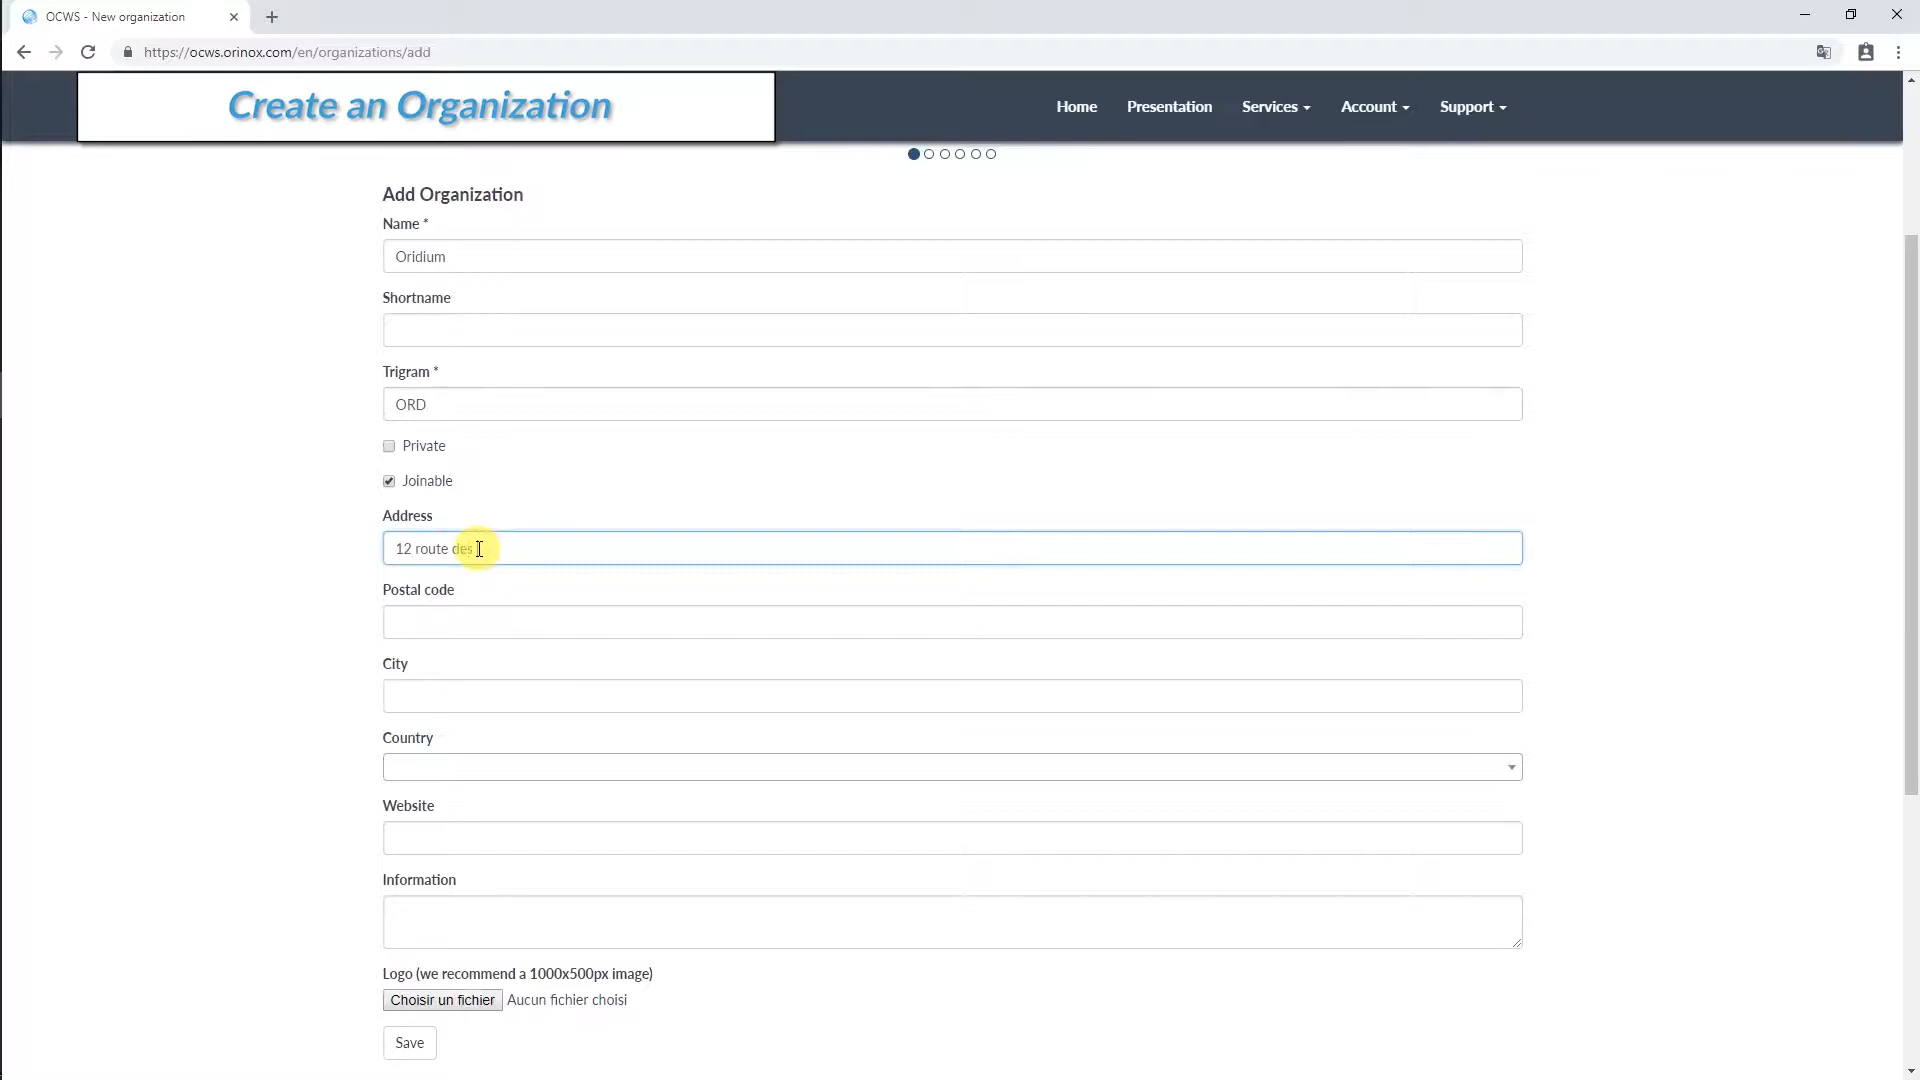 OCWS - New organization
https://ocws.orinox.com/en/organizations/add
Create an Organization
Home Presentation Services Account Support
Add Organization
Name *
Oridium
Shortname
Trigram *
ORD
Private
Joinable
Address
12 route des
Postal code
City
Country
Website
Information
Logo (we recommend a 1000x500px image)
Choisir un fichier Aucun fichier choisi
Save